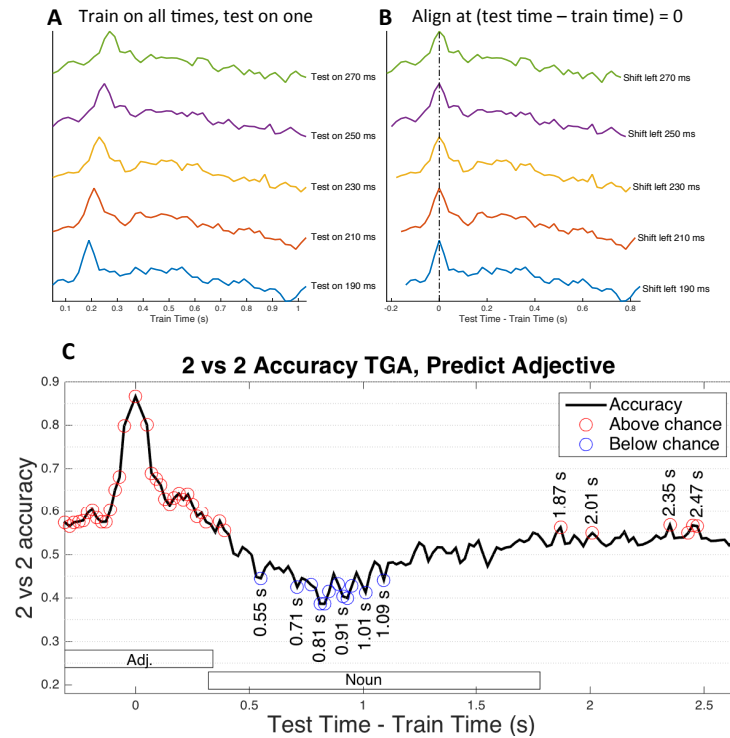 A Train on all times, test on one
Test on 270 ms
Test on 250 ms
Test on 230 ms
Test on 210 ms
Test on 190 ms
0.1 0.2 0.3 0.4 0.5 0.6 0.7 0.8 0.9 1
Train Time (s)
B Align at (test time – train time) = 0
Shift left 270 ms
Shift left 250 ms
Shift left 230 ms
Shift left 210 ms
Shift left 190 ms
-0.2 0 0.2 0.4 0.6 0.8
Test Time - Train Time (s)
C 2 vs 2 Accuracy TGA, Predict Adjective
0.9
0.8
0.7
0.6
0.5
0.4
0.3
0.2
2 vs 2 accuracy
Accuracy
Above chance
Below chance
0.55 s
0.71 s
0.81 s
0.91 s
1.01 s
1.09 s
1.87 s
2.01 s
2.35 s
2.47 s
Adj.
Noun
0 0.5 1 1.5 2 2.5
Test Time - Train Time (s)